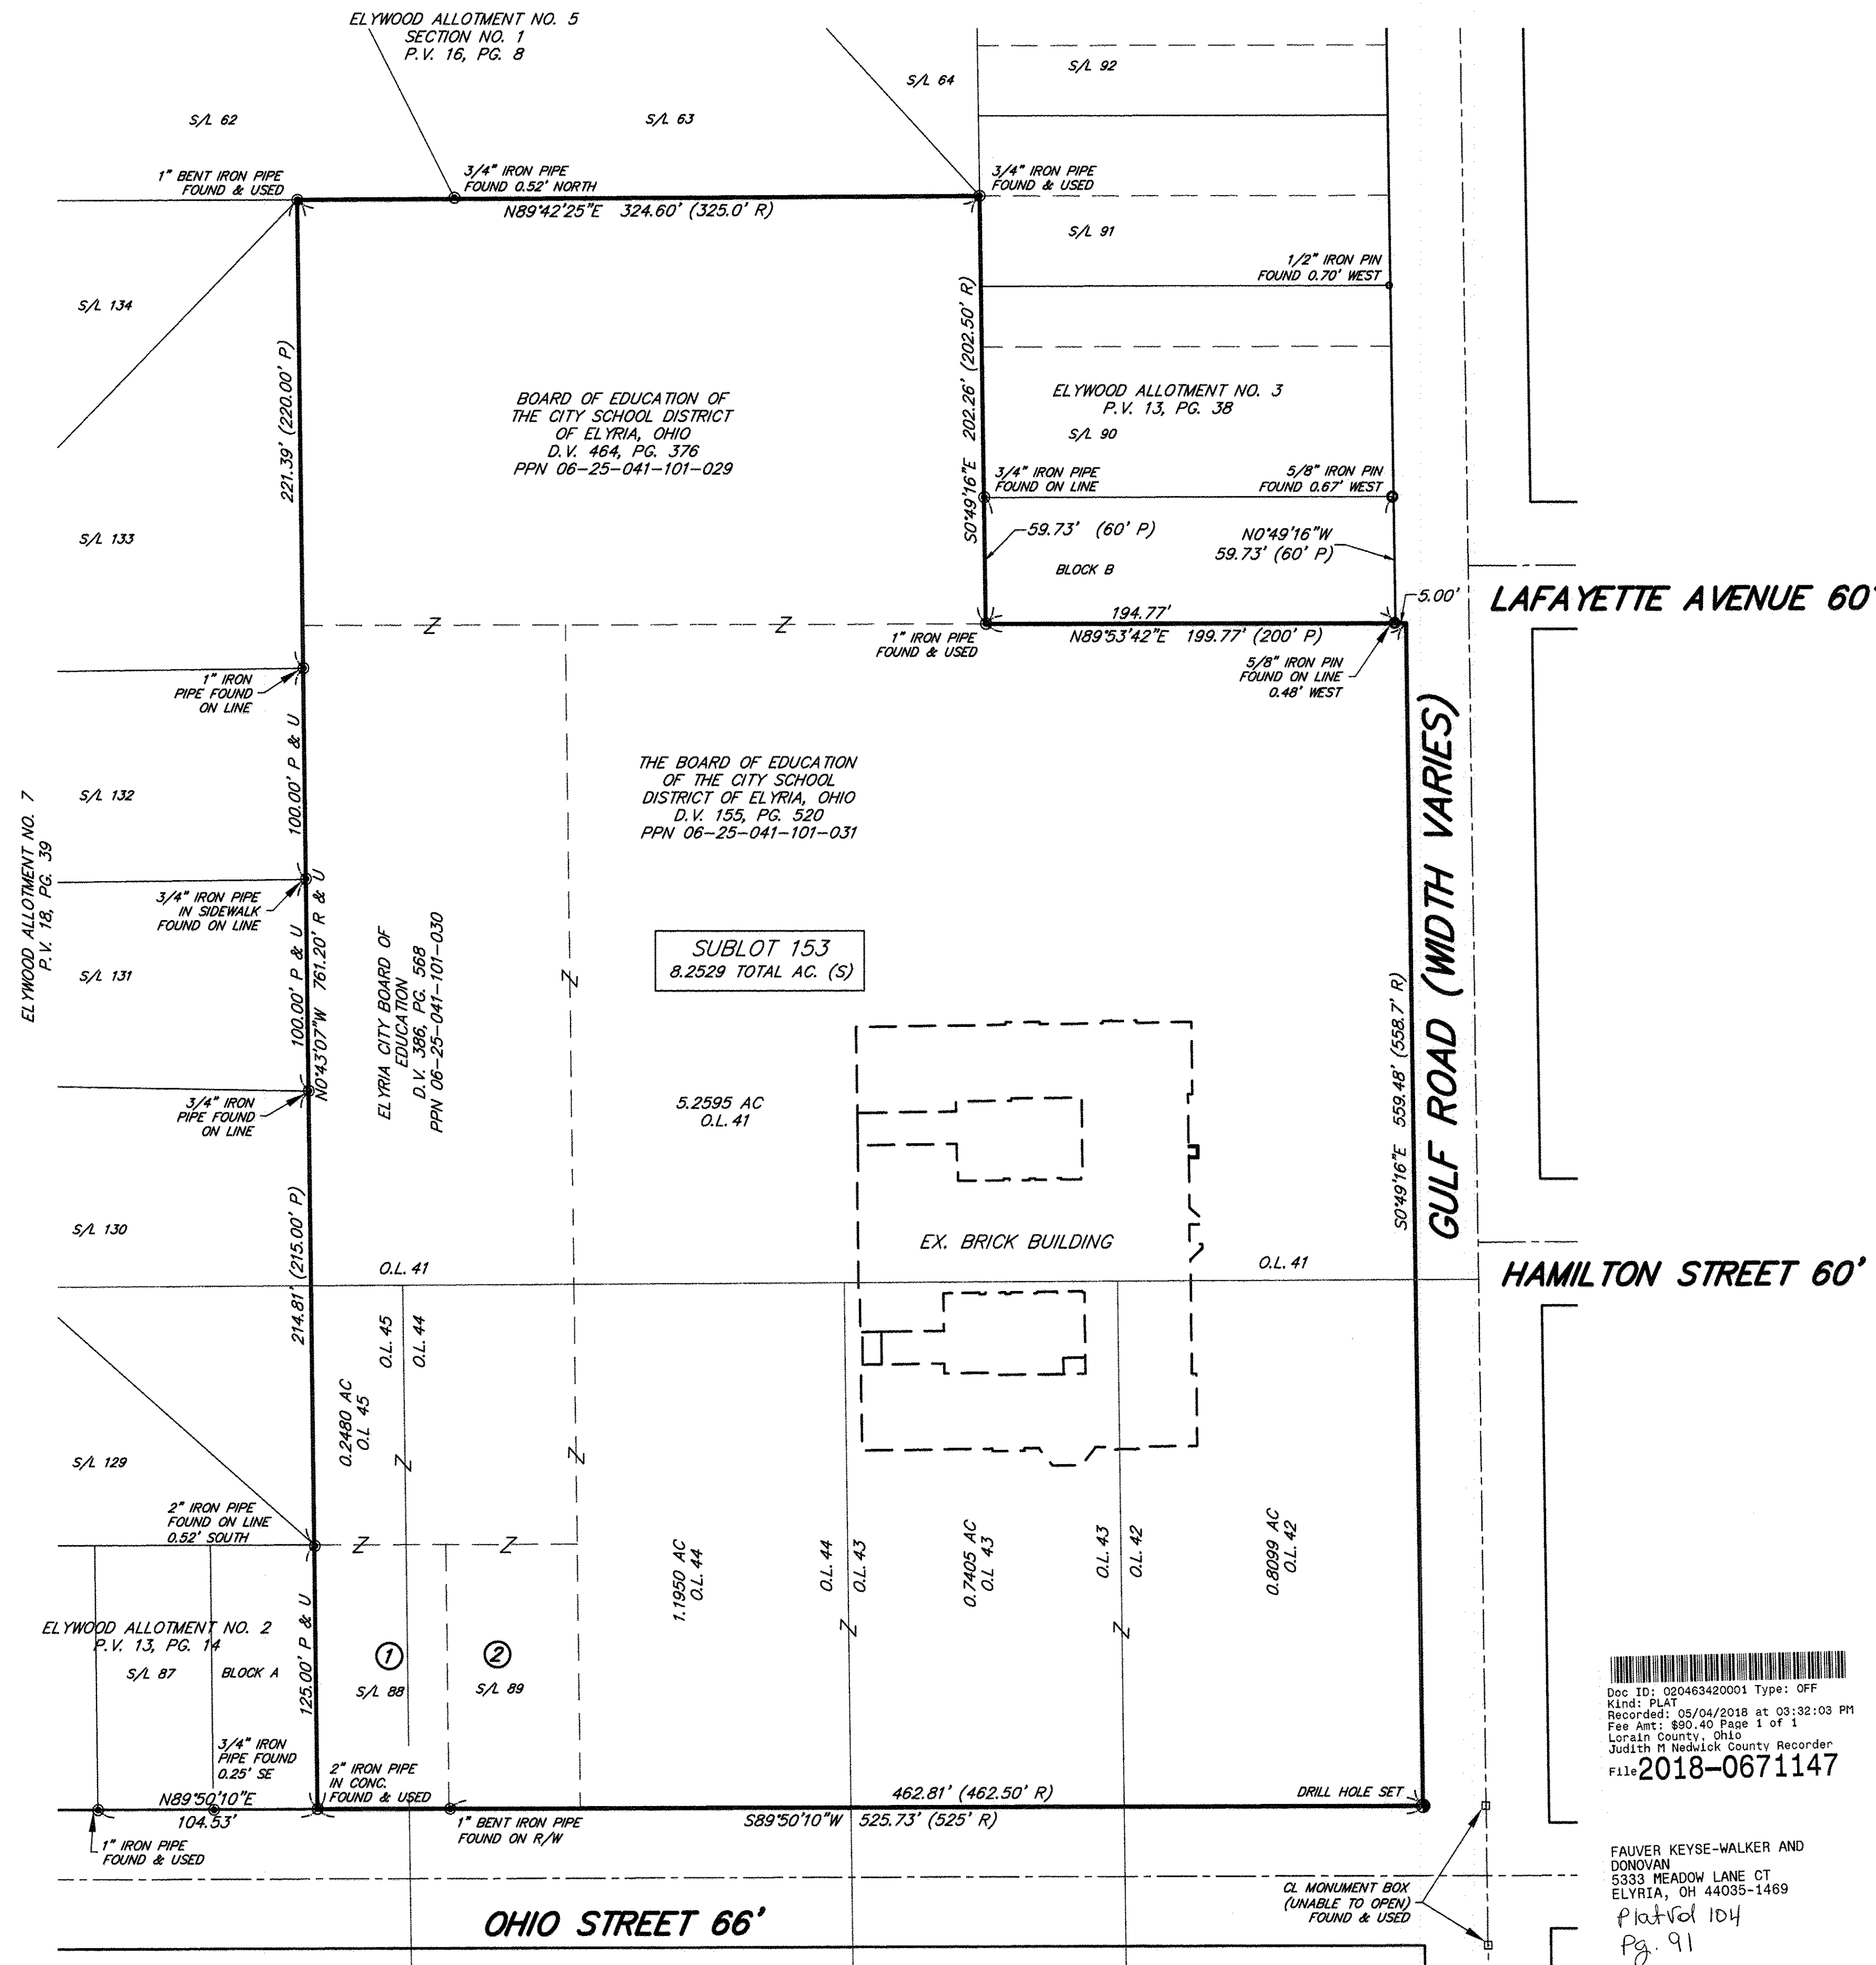 ELYWOOD ALLOTMENT NO. 5
SECTION NO. 1
P.V. 16, PG. 8
S/L 92
S/L 64
S/L 62
S/L 63
1" BENT IRON PIPE
FOUND & USED
3/4" IRON PIPE
FOUND 0.52' NORTH
3/4" IRON PIPE
FOUND & USED
N89°42'25"E 324.60' (325.0' R)
S/L 91
1/2" IRON PIN
FOUND 0.70' WEST
S/L 134
221.39' (220.00' P)
S0°49'16"E 202.26' (202.50' R)
BOARD OF EDUCATION OF
THE CITY SCHOOL DISTRICT
OF ELYRIA, OHIO
D.V. 464, PG. 376
PPN 06-25-041-101-029
ELYWOOD ALLOTMENT NO. 3
P.V. 13, PG. 38
S/L 90
3/4" IRON PIPE
FOUND ON LINE
5/8" IRON PIN
FOUND 0.67' WEST
S/L 133
59.73' (60' P)
N0°49'16"W
59.73' (60' P)
BLOCK B
5.00'
LAFAYETTE AVENUE 60'
Z
Z
194.77'
N89°53'42"E 199.77' (200' P)
1" IRON PIPE
FOUND & USED
5/8" IRON PIN
FOUND ON LINE
0.48' WEST
1" IRON
PIPE FOUND
ON LINE
100.00' P & U
THE BOARD OF EDUCATION
OF THE CITY SCHOOL
DISTRICT OF ELYRIA, OHIO
D.V. 155, PG. 520
PPN 06-25-041-101-031
GULF ROAD (WIDTH VARIES)
S/L 132
ELYWOOD ALLOTMENT NO. 7
P.V. 18, PG. 39
3/4" IRON PIPE
IN SIDEWALK
FOUND ON LINE
100.00' P & U
N0°43'07"W 761.20' R & U
ELYRIA CITY BOARD OF
EDUCATION
D.V. 386, PG. 568
PPN 06-25-041-101-030
Z
SUBLOT 153
8.2529 TOTAL AC. (S)
S/L 131
S0°49'16"E 559.48' (558.7' R)
3/4" IRON
PIPE FOUND
ON LINE
5.2595 AC
O.L. 41
S/L 130
214.81' (215.00' P)
EX. BRICK BUILDING
O.L. 41
O.L. 41
HAMILTON STREET 60'
O.L. 45
O.L. 44
0.2480 AC
O.L 45
Z
Z
S/L 129
2" IRON PIPE
FOUND ON LINE
0.52' SOUTH
Z
Z
1.1950 AC
O.L. 44
O.L. 44
O.L. 43
Z
0.7405 AC
O.L 43
O.L. 43
O.L. 42
Z
0.8099 AC
O.L. 42
ELYWOOD ALLOTMENT NO. 2
P.V. 13, PG. 14
S/L 87
BLOCK A
125.00' P & U
1
S/L 88
2
S/L 89
3/4" IRON
PIPE FOUND
0.25' SE
2" IRON PIPE
IN CONC.
FOUND & USED
N89°50'10"E
104.53'
1" IRON PIPE
FOUND & USED
1" BENT IRON PIPE
FOUND ON R/W
462.81' (462.50' R)
S89°50'10"W 525.73' (525' R)
DRILL HOLE SET
CL MONUMENT BOX
(UNABLE TO OPEN)
FOUND & USED
OHIO STREET 66'
Doc ID: 020463420001 Type: OFF
Kind: PLAT
Recorded: 05/04/2018 at 03:32:03 PM
Fee Amt: $90.40 Page 1 of 1
Lorain County, Ohio
Judith M Nedwick County Recorder
File 2018-0671147
FAUVER KEYSE-WALKER AND
DONOVAN
5333 MEADOW LANE CT
ELYRIA, OH 44035-1469
Plat Vol 104
Pg. 91